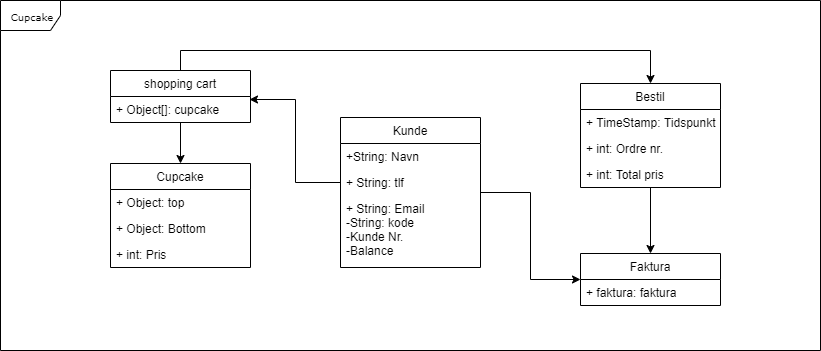 Cupcake
shopping cart
+ Object[]: cupcake
Cupcake
+ Object: top
+ Object: Bottom
+ int: Pris
Kunde
+String: Navn
+ String: tlf
+ String: Email
-String: kode
-Kunde Nr.
-Balance
Bestil
+ TimeStamp: Tidspunkt
+ int: Ordre nr.
+ int: Total pris
Faktura
+ faktura: faktura